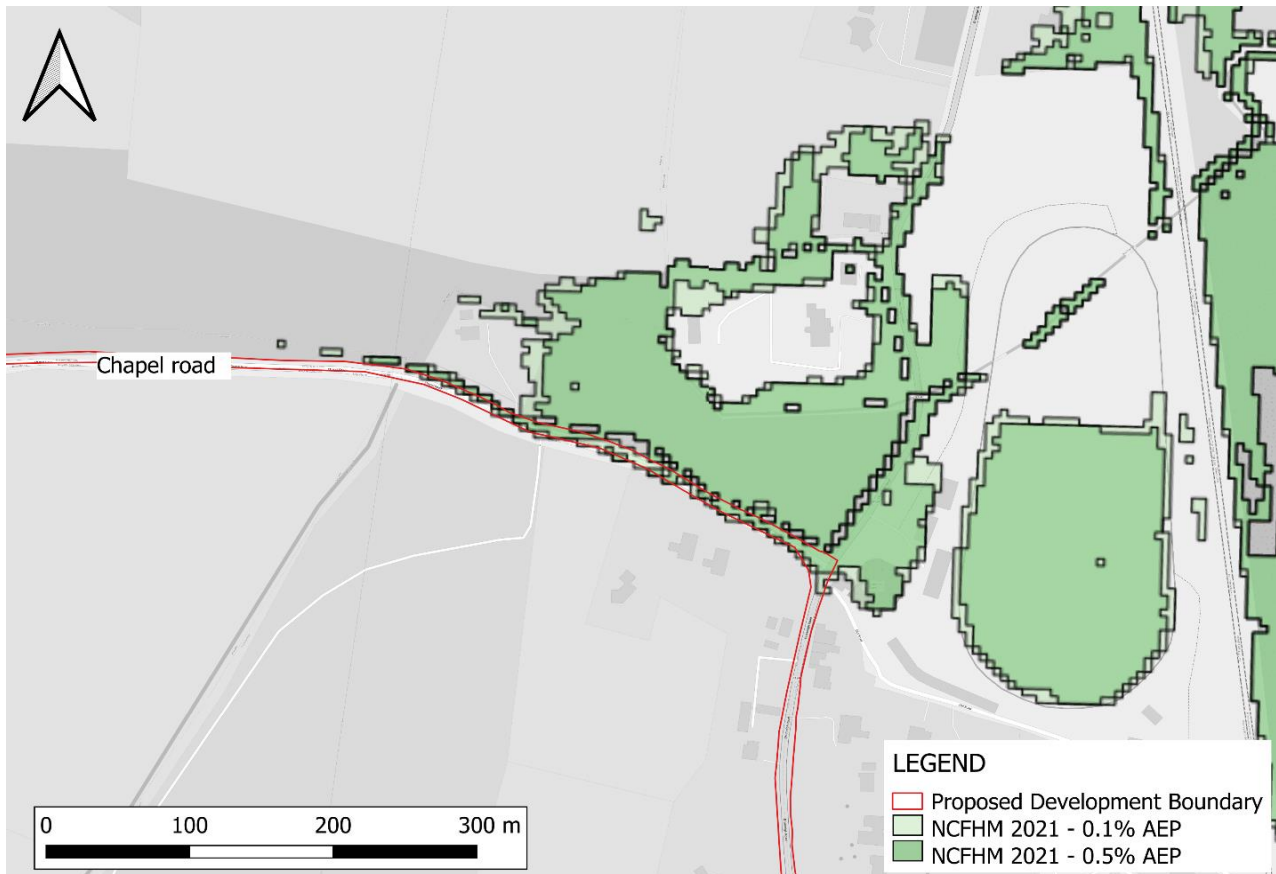 Chapel road
0 100 200 300 m
LEGEND
Proposed Development Boundary
NCFHM 2021 - 0.1% AEP
NCFHM 2021 - 0.5% AEP